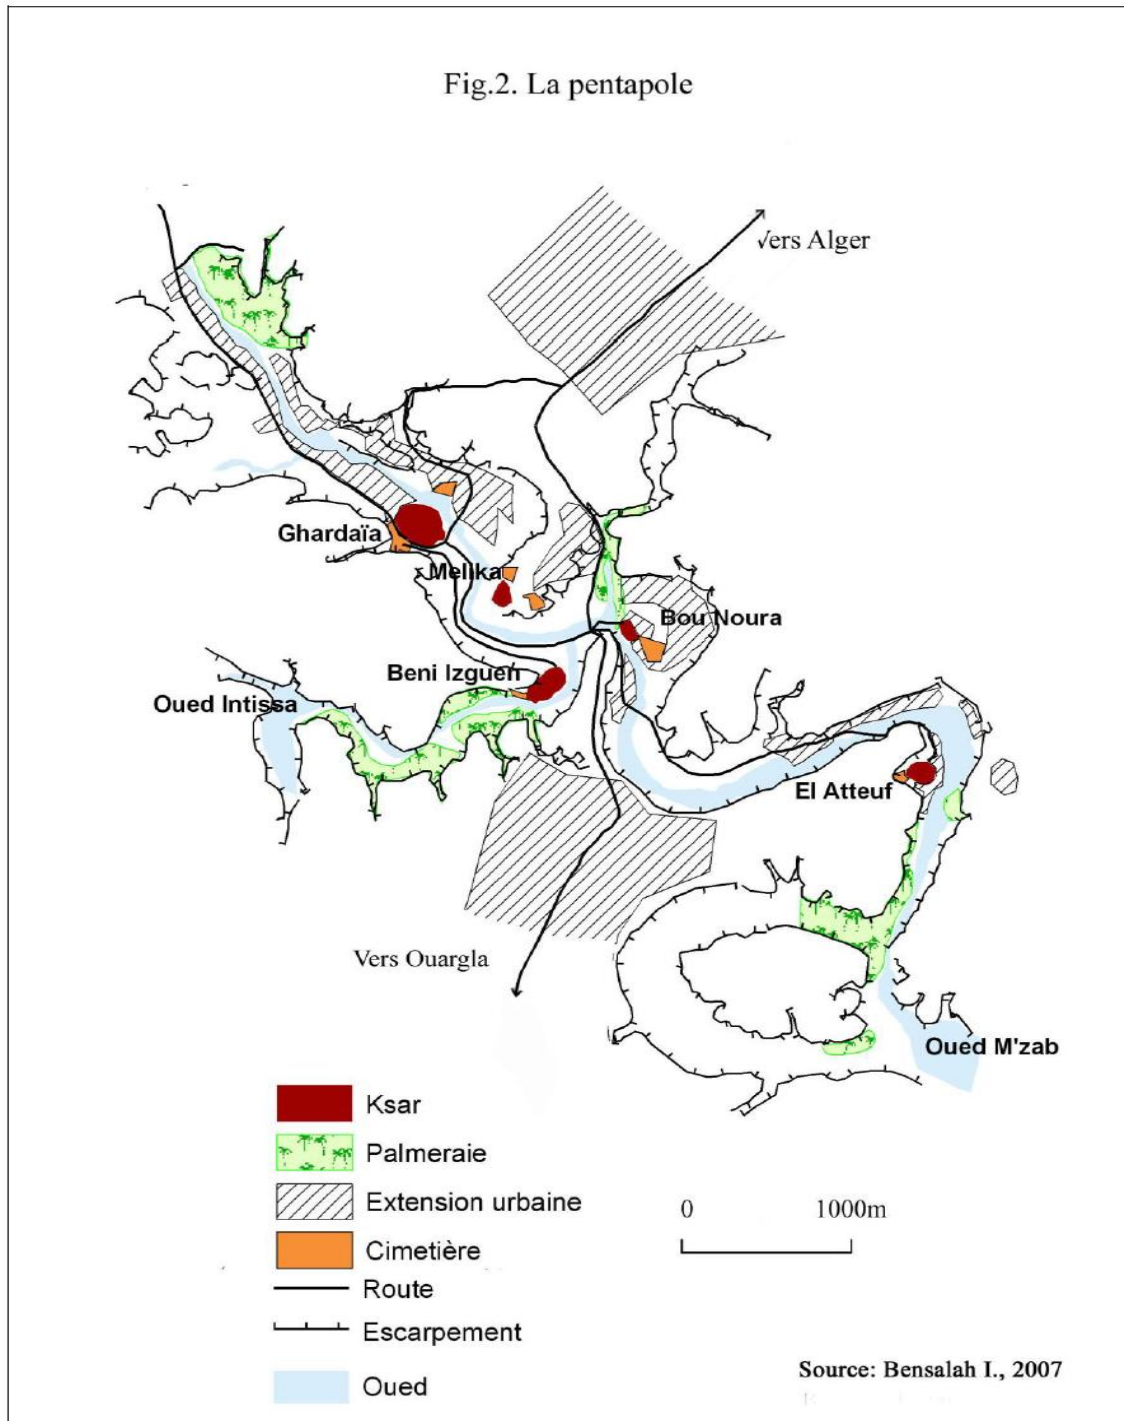 Fig.2. La pentapole
Vers Alger
Ghardaïa
Melika
Bou Noura
Beni Izguen
Oued Intissa
El Atteuf
Vers Ouargla
Oued M'zab
Ksar
Palmeraie
Extension urbaine
0 1000m
Cimetière
Route
Escarpement
Source: Bensalah I., 2007
Oued